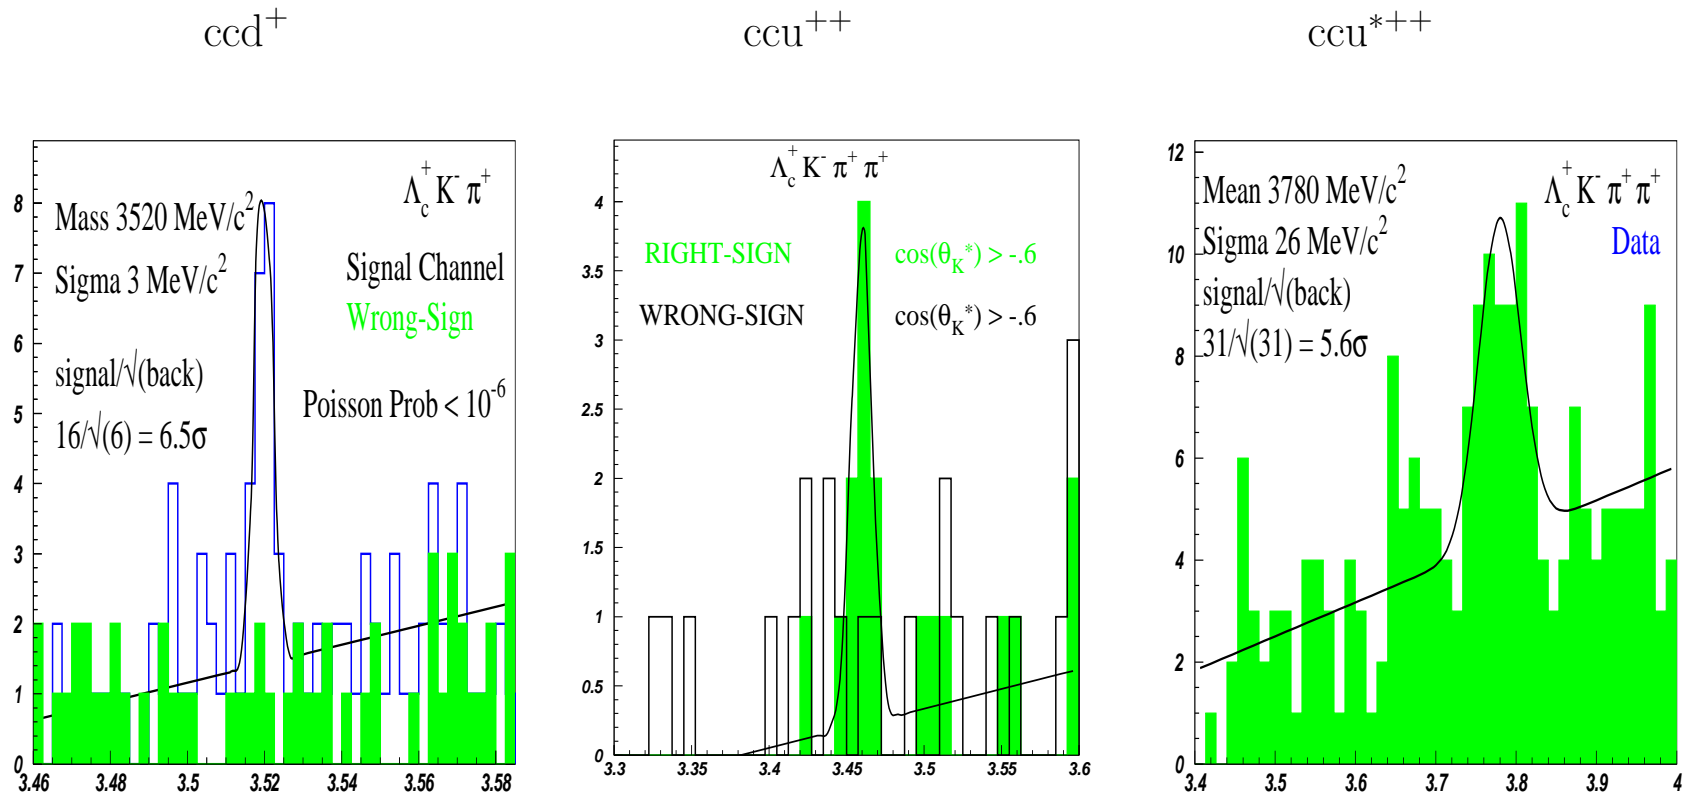 ccd⁺
ccu⁺⁺
ccu*⁺⁺
Λc⁺ K⁻ π⁺
Mass 3520 MeV/c²
Sigma 3 MeV/c²
Signal Channel
Wrong-Sign
signal/√(back)
16/√(6) = 6.5σ
Poisson Prob < 10⁻⁶
8
7
6
5
4
3
2
1
0
3.46 3.48 3.5 3.52 3.54 3.56 3.58
Λc⁺ K⁻ π⁺ π⁺
RIGHT-SIGN cos(θK*) > -.6
WRONG-SIGN cos(θK*) > -.6
4
3.5
3
2.5
2
1.5
1
0.5
0
3.3 3.35 3.4 3.45 3.5 3.55 3.6
Mean 3780 MeV/c²
Λc⁺ K⁻ π⁺ π⁺
Sigma 26 MeV/c²
Data
signal/√(back)
31/√(31) = 5.6σ
12
10
8
6
4
2
0
3.4 3.5 3.6 3.7 3.8 3.9 4